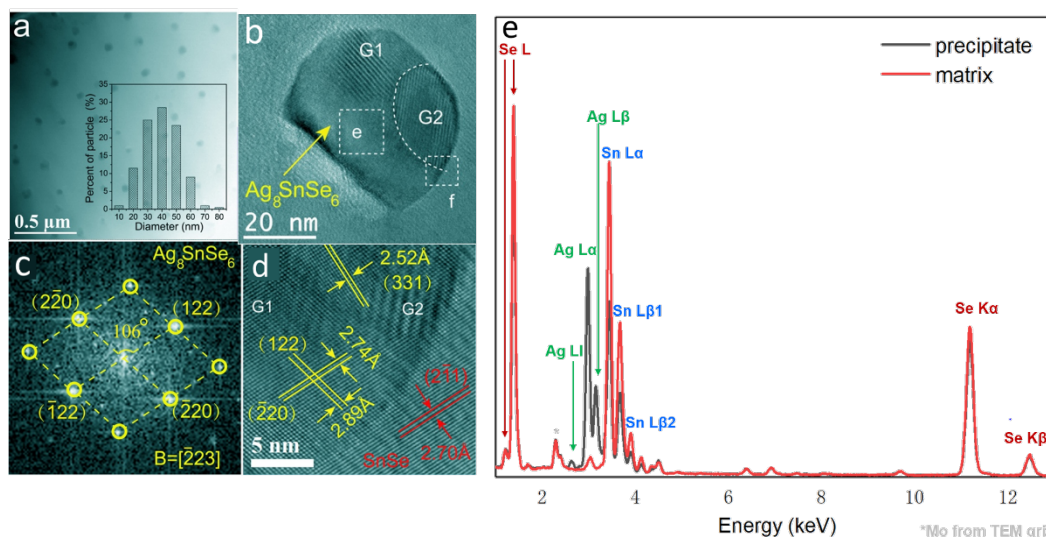 a
Percent of particle (%)
35
30
25
20
15
10
5
0
10 20 30 40 50 60 70 80
Diameter (nm)
0.5 μm
b
G1
G2
e
f
Ag₈SnSe₆
20 nm
c
Ag₈SnSe₆
(22̅0)
(122)
106°
(1̅22)
(2̅20)
B=[2̅23]
d
2.52Å
(331)
G1
G2
2.74Å
(122)
(2̅20)
2.89Å
(21̅1)
5 nm
SnSe
2.70Å
e
Se L
precipitate
matrix
Ag Lβ
Sn Lα
Ag Lα
Sn Lβ1
Ag Ll
Sn Lβ2
*
Se Kα
Se Kβ
2 4 6 8 10 12
Energy (keV)
*Mo from TEM gri